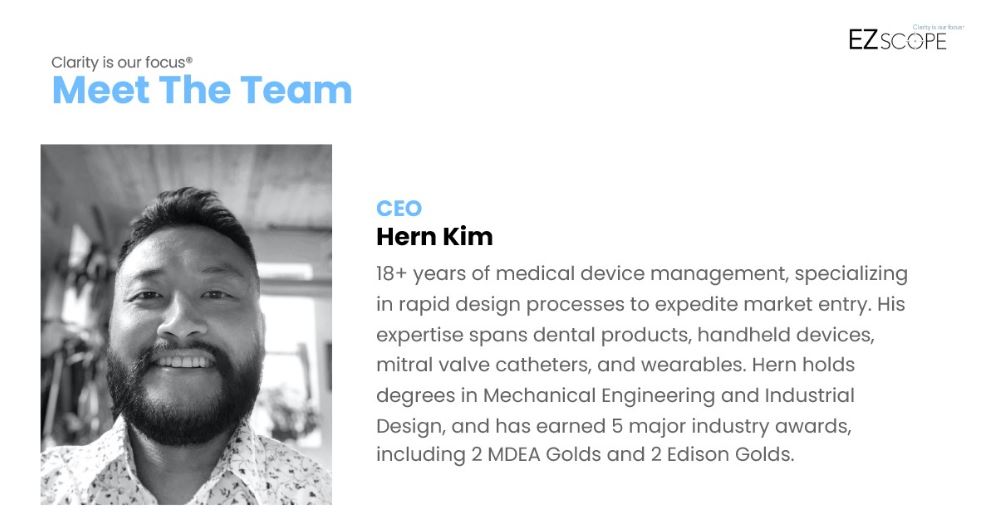 Clarity is our focus
EZSCOPE
Clarity is our focus®
Meet The Team
CEO
Hern Kim
18+ years of medical device management, specializing
in rapid design processes to expedite market entry. His
expertise spans dental products, handheld devices,
mitral valve catheters, and wearables. Hern holds
degrees in Mechanical Engineering and Industrial
Design, and has earned 5 major industry awards,
including 2 MDEA Golds and 2 Edison Golds.